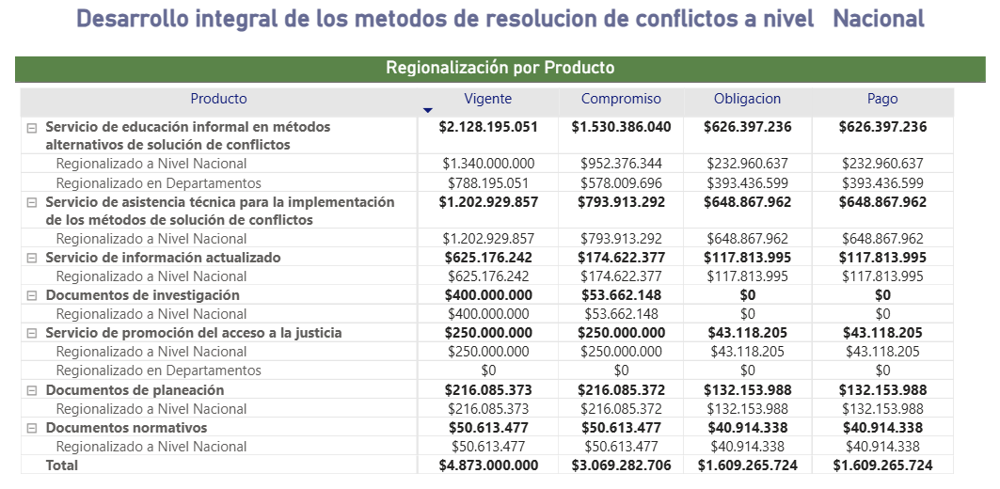 Desarrollo integral de los metodos de resolucion de conflictos a nivel Nacional
Regionalización por Producto
Producto Vigente Compromiso Obligacion Pago
Servicio de educación informal en métodos $2.128.195.051 $1.530.386.040 $626.397.236 $626.397.236
alternativos de solución de conflictos
Regionalizado a Nivel Nacional $1.340.000.000 $952.376.344 $232.960.637 $232.960.637
Regionalizado en Departamentos $788.195.051 $578.009.696 $393.436.599 $393.436.599
Servicio de asistencia técnica para la implementación $1.202.929.857 $793.913.292 $648.867.962 $648.867.962
de los métodos de solución de conflictos
Regionalizado a Nivel Nacional $1.202.929.857 $793.913.292 $648.867.962 $648.867.962
Servicio de información actualizado $625.176.242 $174.622.377 $117.813.995 $117.813.995
Regionalizado a Nivel Nacional $625.176.242 $174.622.377 $117.813.995 $117.813.995
Documentos de investigación $400.000.000 $53.662.148 $0 $0
Regionalizado a Nivel Nacional $400.000.000 $53.662.148 $0 $0
Servicio de promoción del acceso a la justicia $250.000.000 $250.000.000 $43.118.205 $43.118.205
Regionalizado a Nivel Nacional $250.000.000 $250.000.000 $43.118.205 $43.118.205
Regionalizado en Departamentos $0 $0 $0 $0
Documentos de planeación $216.085.373 $216.085.372 $132.153.988 $132.153.988
Regionalizado a Nivel Nacional $216.085.373 $216.085.372 $132.153.988 $132.153.988
Documentos normativos $50.613.477 $50.613.477 $40.914.338 $40.914.338
Regionalizado a Nivel Nacional $50.613.477 $50.613.477 $40.914.338 $40.914.338
Total $4.873.000.000 $3.069.282.706 $1.609.265.724 $1.609.265.724